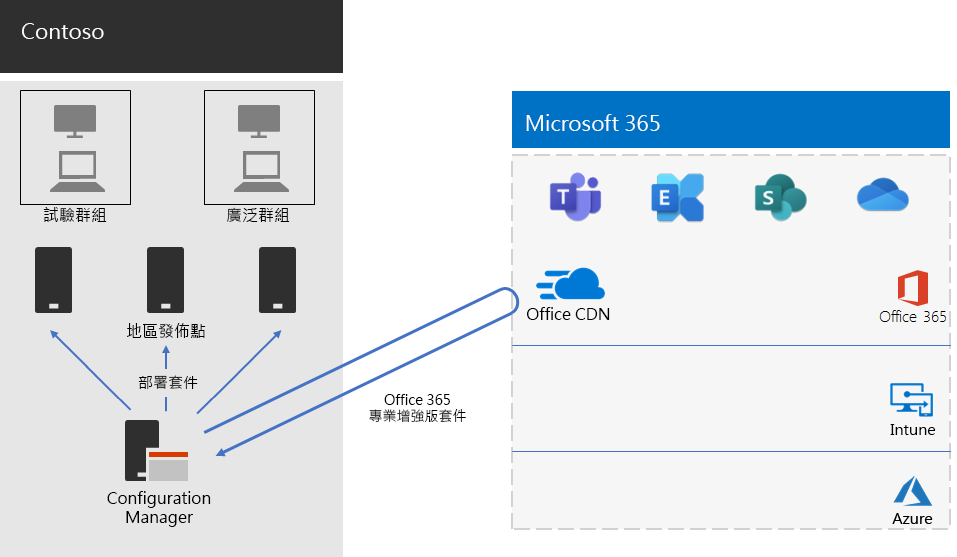 Contoso
試驗群組
廣泛群組
地區發佈點
部署套件
Configuration
Manager
Office 365
專業增強版套件
Microsoft 365
T
E
S
Office CDN
Office 365
Intune
Azure